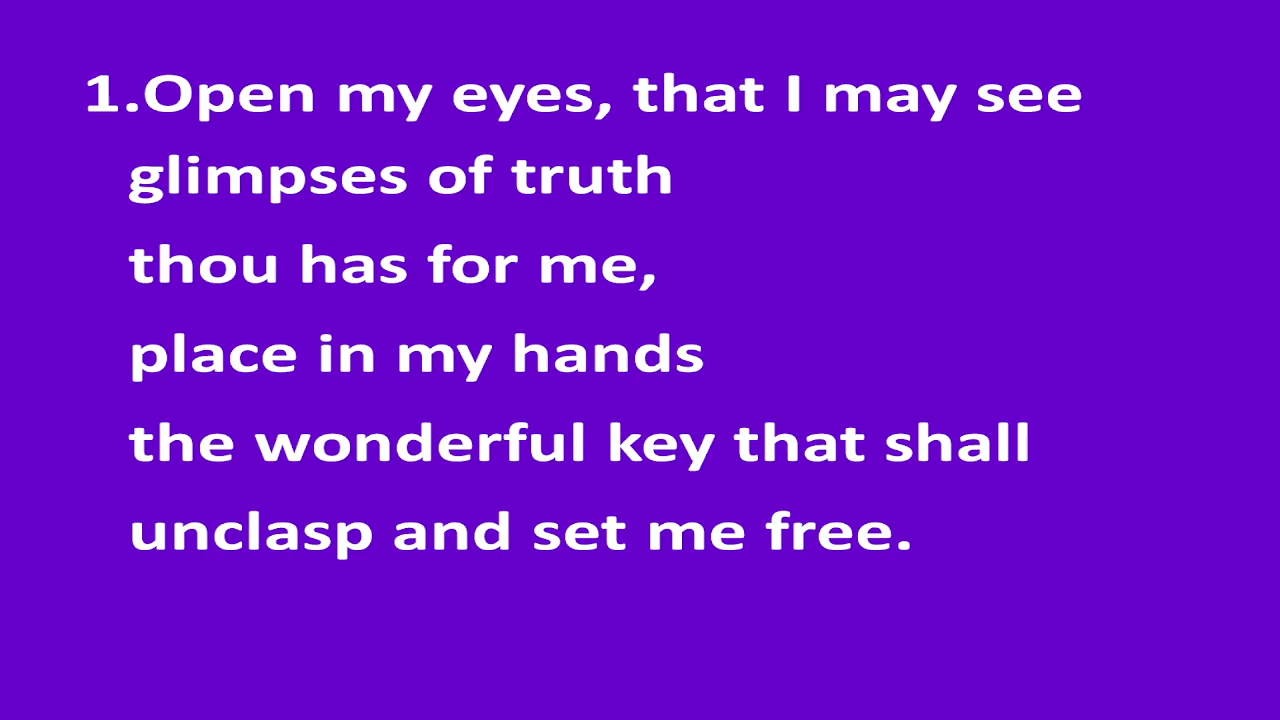 1.Open my eyes, that I may see
glimpses of truth
thou has for me,
place in my hands
the wonderful key that shall
unclasp and set me free.